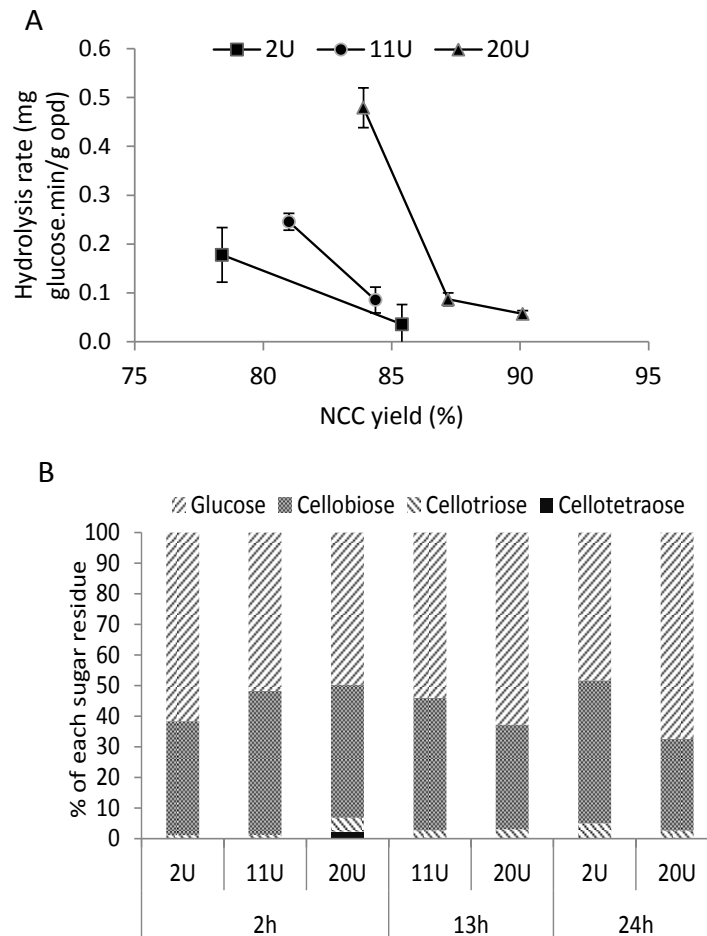 A
2U 11U 20U
0.6
0.5
0.4
0.3
0.2
0.1
0.0
Hydrolysis rate (mg
glucose.min/g opd)
75 80 85 90 95
NCC yield (%)
B
Glucose Cellobiose Cellotriose Cellotetraose
100
90
80
70
60
50
40
30
20
10
0
% of each sugar residue
2U 11U 20U 11U 20U 2U 20U
2h 13h 24h